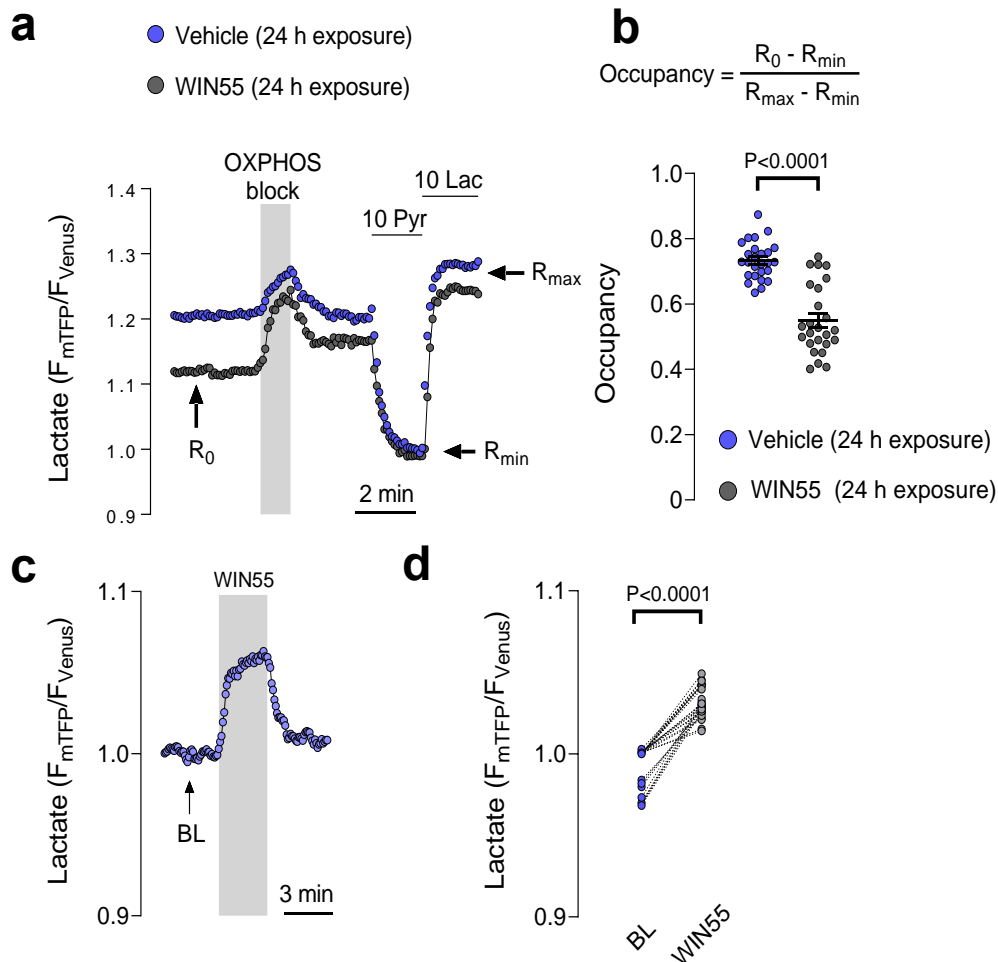 a
Vehicle (24 h exposure)
WIN55 (24 h exposure)
Lactate (FmTFP/FVenus)
1.4
1.3
1.2
1.1
1.0
0.9
OXPHOS
block
10 Pyr
10 Lac
Rmax
Rmin
R0
2 min
b
Occupancy = R0 - Rmin
Rmax - Rmin
P<0.0001
Occupancy
1.0
0.8
0.6
0.4
0.2
0
Vehicle (24 h exposure)
WIN55 (24 h exposure)
c
Lactate (FmTFP/FVenus)
1.1
1.0
0.9
WIN55
BL
3 min
d
Lactate (FmTFP/FVenus)
1.1
1.0
0.9
P<0.0001
BL
WIN55